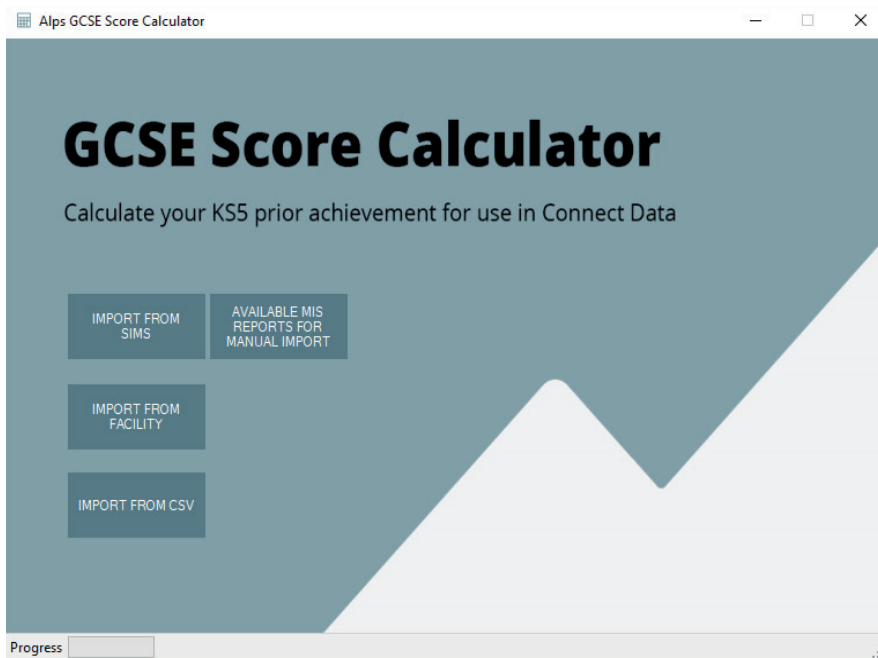 Alps GCSE Score Calculator
GCSE Score Calculator
Calculate your KS5 prior achievement for use in Connect Data
IMPORT FROM
SIMS
AVAILABLE MIS
REPORTS FOR
MANUAL IMPORT
IMPORT FROM
FACILITY
IMPORT FROM CSV
Progress